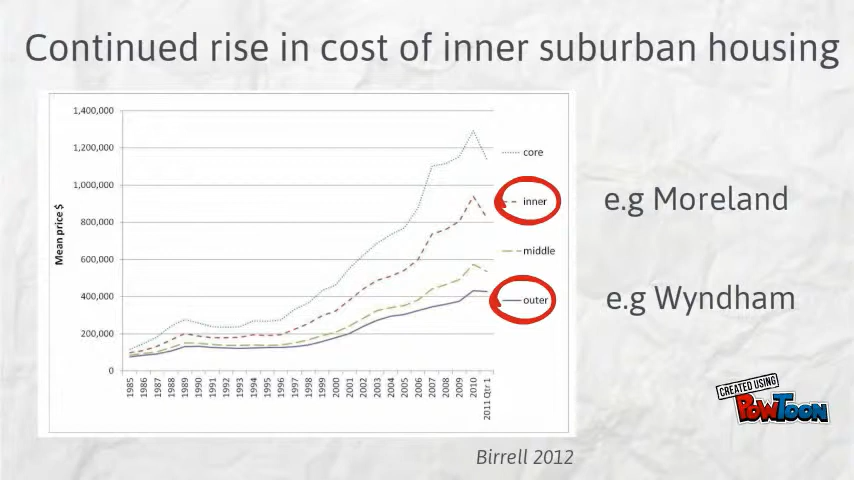 Continued rise in cost of inner suburban housing
1,400,000
1,200,000
1,000,000
800,000
600,000
400,000
200,000
0
Mean price $
1985
1986
1987
1988
1989
1990
1991
1992
1993
1994
1995
1996
1997
1998
1999
2000
2001
2002
2003
2004
2005
2006
2007
2008
2009
2010
2011 Qtr 1
core
inner
middle
outer
e.g Moreland
e.g Wyndham
CREATED USING
POWTOON
Birrell 2012